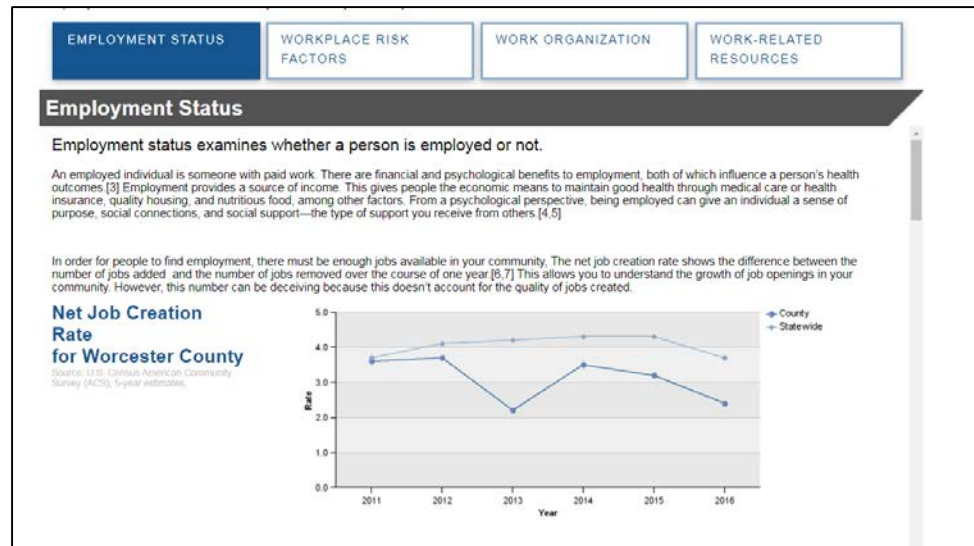 EMPLOYMENT STATUS
WORKPLACE RISK
FACTORS
WORK ORGANIZATION
WORK-RELATED
RESOURCES
Employment Status
Employment status examines whether a person is employed or not.
An employed individual is someone with paid work. There are financial and psychological benefits to employment, both of which influence a person's health
outcomes.[3] Employment provides a source of income. This gives people the economic means to maintain good health through medical care or health
insurance, quality housing, and nutritious food, among other factors. From a psychological perspective, being employed can give an individual a sense of
purpose, social connections, and social support—the type of support you receive from others.[4,5]
In order for people to find employment, there must be enough jobs available in your community, The net job creation rate shows the difference between the
number of jobs added and the number of jobs removed over the course of one year.[6,7] This allows you to understand the growth of job openings in your
community. However, this number can be deceiving because this doesn't account for the quality of jobs created.
Net Job Creation
Rate
for Worcester County
Source: U.S. Census American Community
Survey (ACS), 5-year estimates,
5.0
4.0
3.0
2.0
1.0
0.0
Rate
2011
2012
2013
2014
2015
2016
Year
County
Statewide